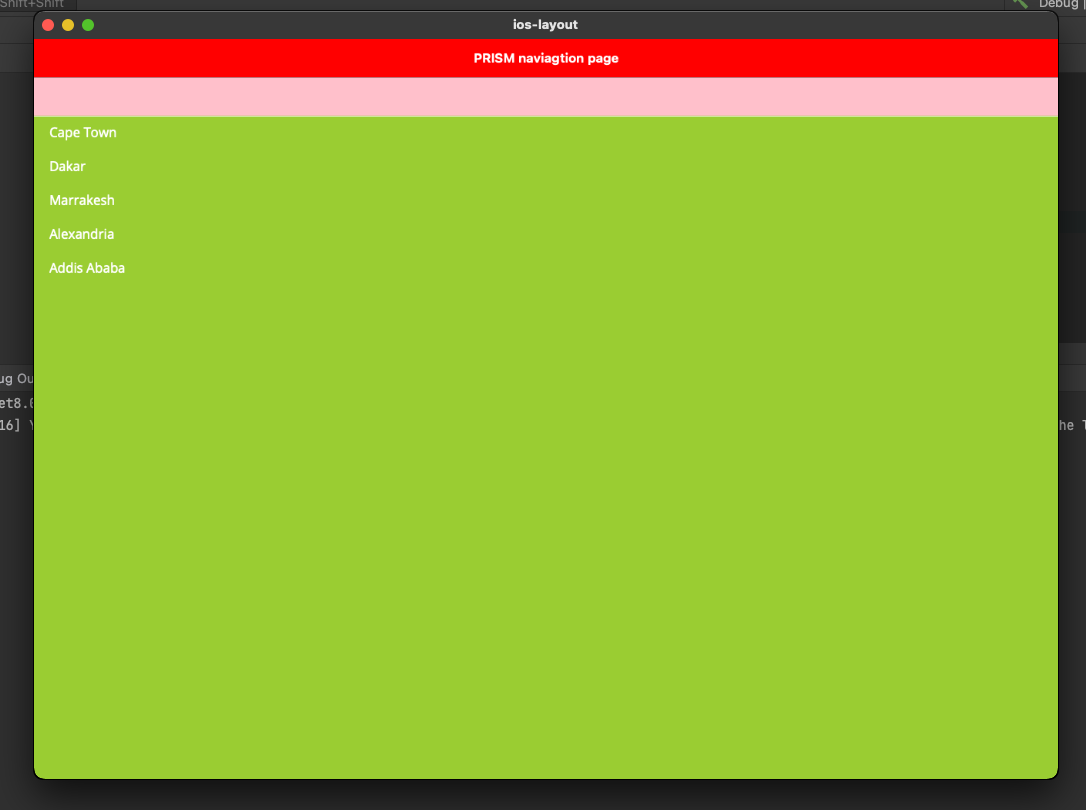 Shift+Shift
Debug
ios-layout
PRISM naviagtion page
Cape Town
Dakar
Marrakesh
Alexandria
Addis Ababa
ug Ou
et8.0
16] Y
he T